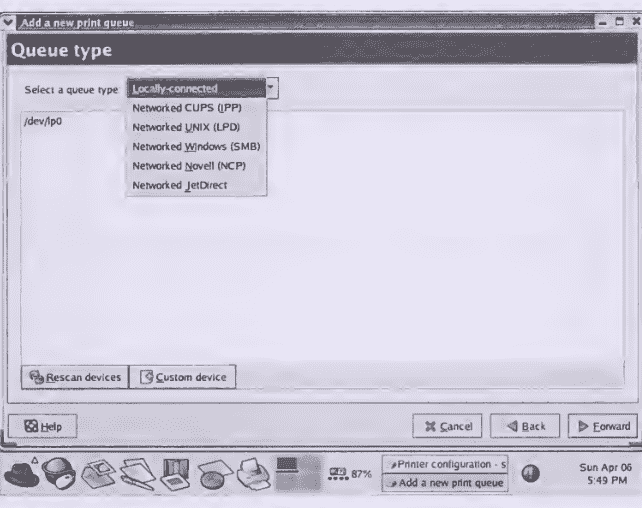 Add a new print queue
Queue type
Select a queue type
Locally-connected
Networked CUPS (IPP)
Networked UNIX (LPD)
Networked Windows (SMB)
Networked Novell (NCP)
Networked JetDirect
/dev/lp0
Rescan devices
Custom device
Help
Cancel
Back
Forward
87%
Printer configuration - s
Add a new print queue
Sun Apr 06
5:49 PM